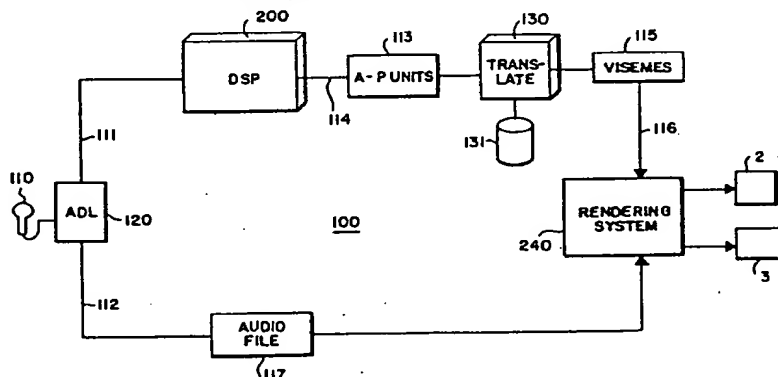 200
DSP
113
A-P UNITS
114
130
TRANS-
LATE
131
115
VISEMES
116
111
110
ADL
120
100
RENDERING
SYSTEM
240
2
3
112
AUDIO
FILE
117